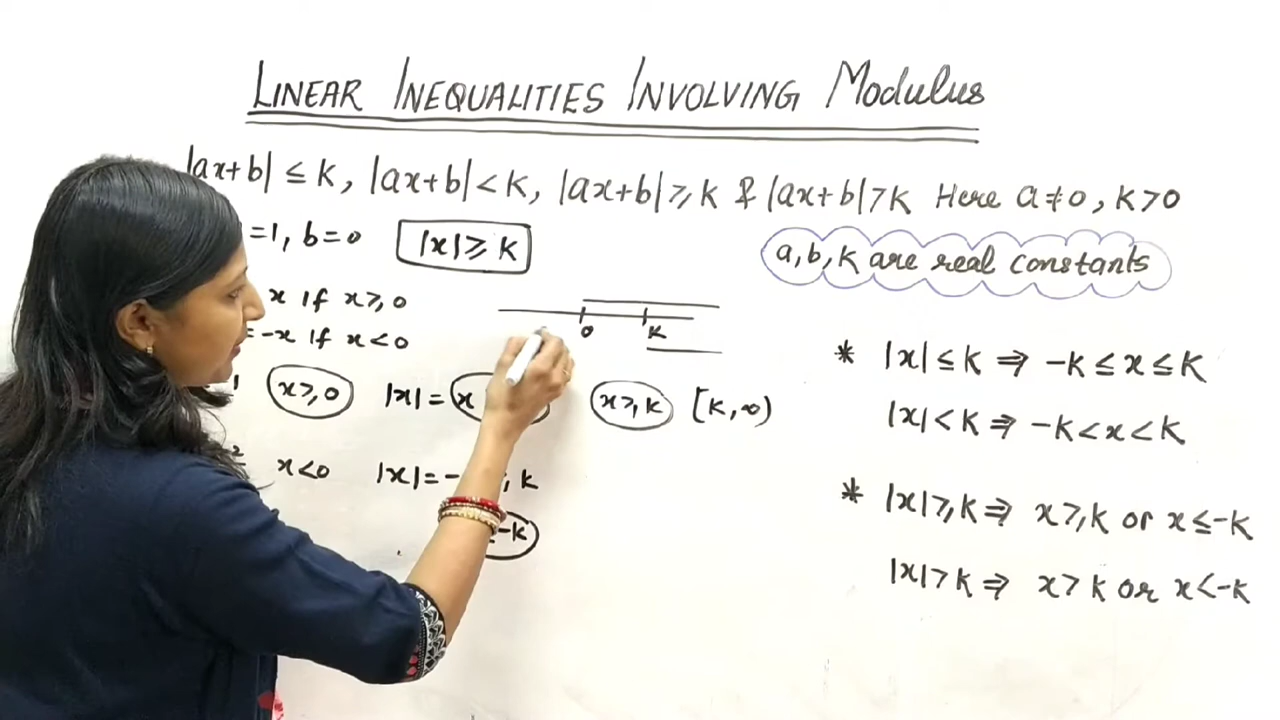 LINEAR INEQUALITIES INVOLVING Modulus
|ax+b| ≤ K, |ax+b| < K, |ax+b| ≥ K & |ax+b| > K Here a ≠ 0, K > 0
=1, b=0 |x| ≥ K
a, b, K are real constants
x if x ≥ 0
= -x if x < 0
0 K
x ≥ 0 |x| = x x ≥ K [K, ∞)
2 x < 0 |x| = - ≥ K
-K
* |x| ≤ K ⇒ -K ≤ x ≤ K
|x| < K ⇒ -K < x < K
* |x| ≥ K ⇒ x ≥ K or x ≤ -K
|x| > K ⇒ x > K or x < -K